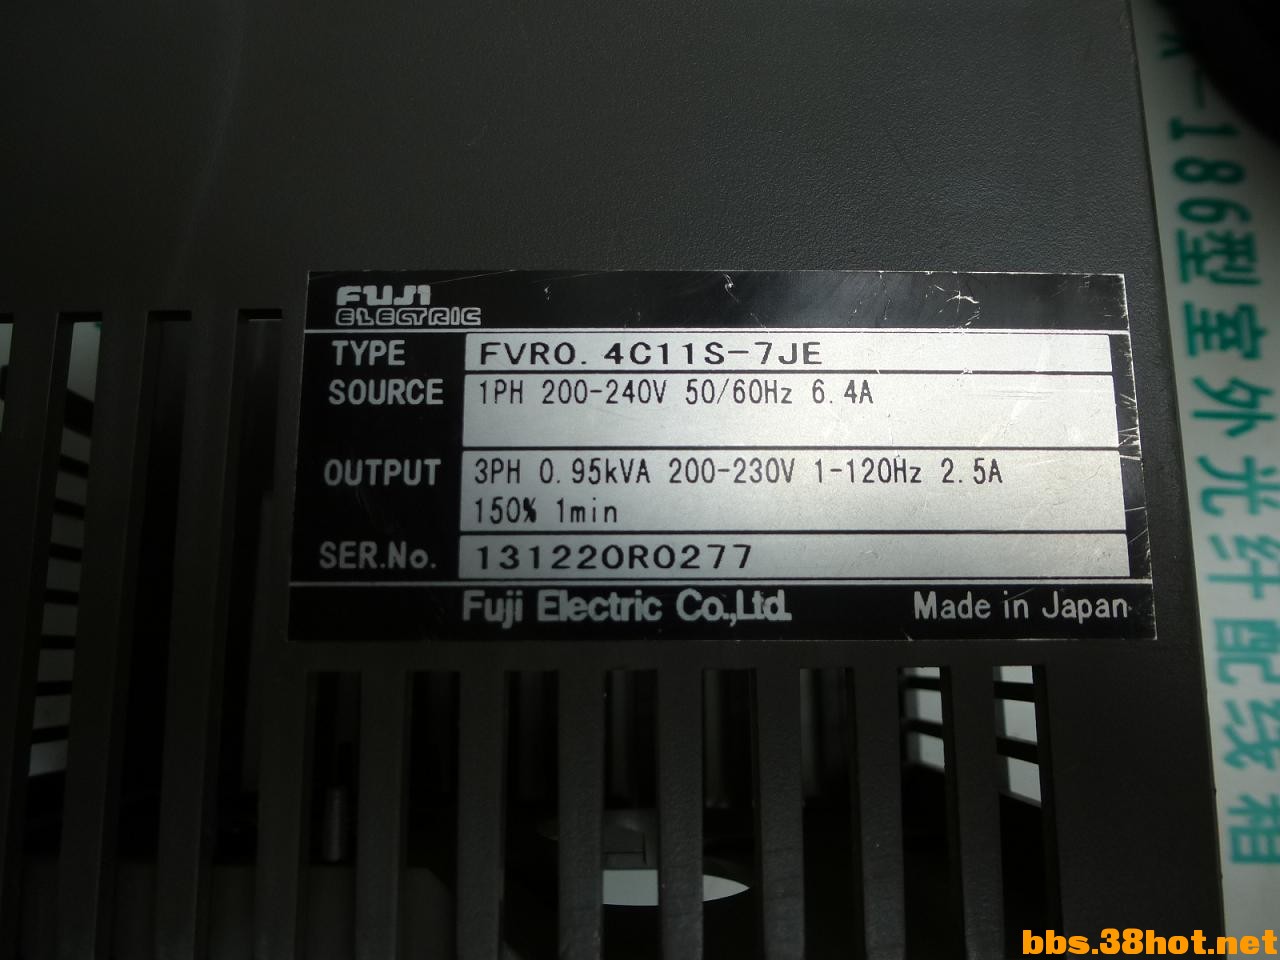 FUJI
ELECTRIC
TYPE FVR0.4C11S-7JE
SOURCE 1PH 200-240V 50/60Hz 6.4A
OUTPUT 3PH 0.95kVA 200-230V 1-120Hz 2.5A
150% 1min
SER.No. 131220R0277
Fuji Electric Co.,Ltd. Made in Japan
-186型室外光纤配线箱
bbs.38hot.net